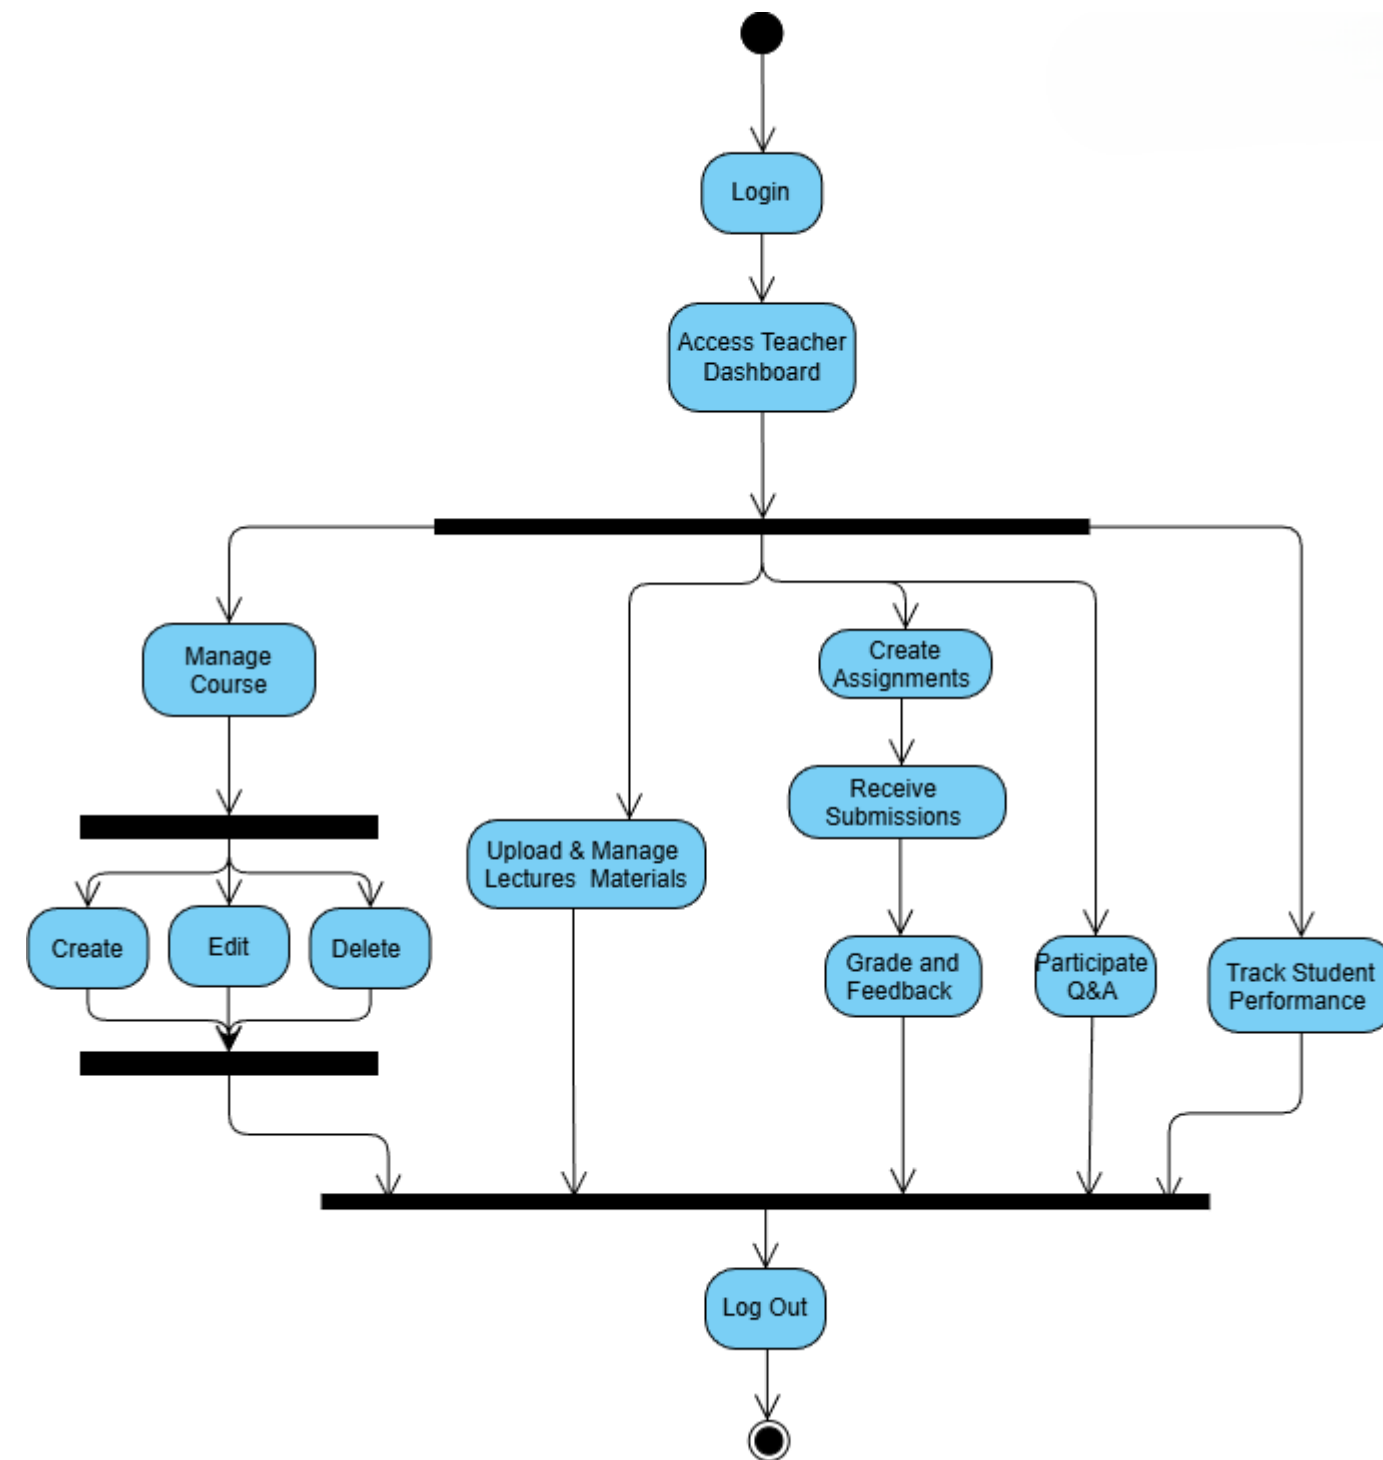 Login
Access Teacher
Dashboard
Manage
Course
Create
Assignments
Receive
Submissions
Upload & Manage
Lectures  Materials
Create
Edit
Delete
Grade and
Feedback
Participate
Q&A
Track Student
Performance
Log Out